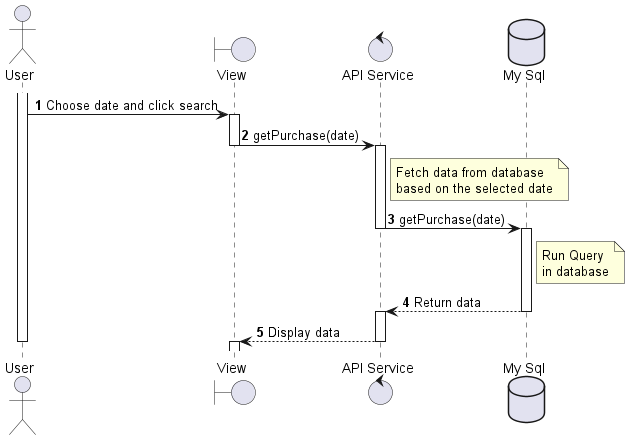 User
View
API Service
My Sql
1 Choose date and click search
2 getPurchase(date)
Fetch data from database
based on the selected date
3 getPurchase(date)
Run Query
in database
4 Return data
5 Display data
User
View
API Service
My Sql